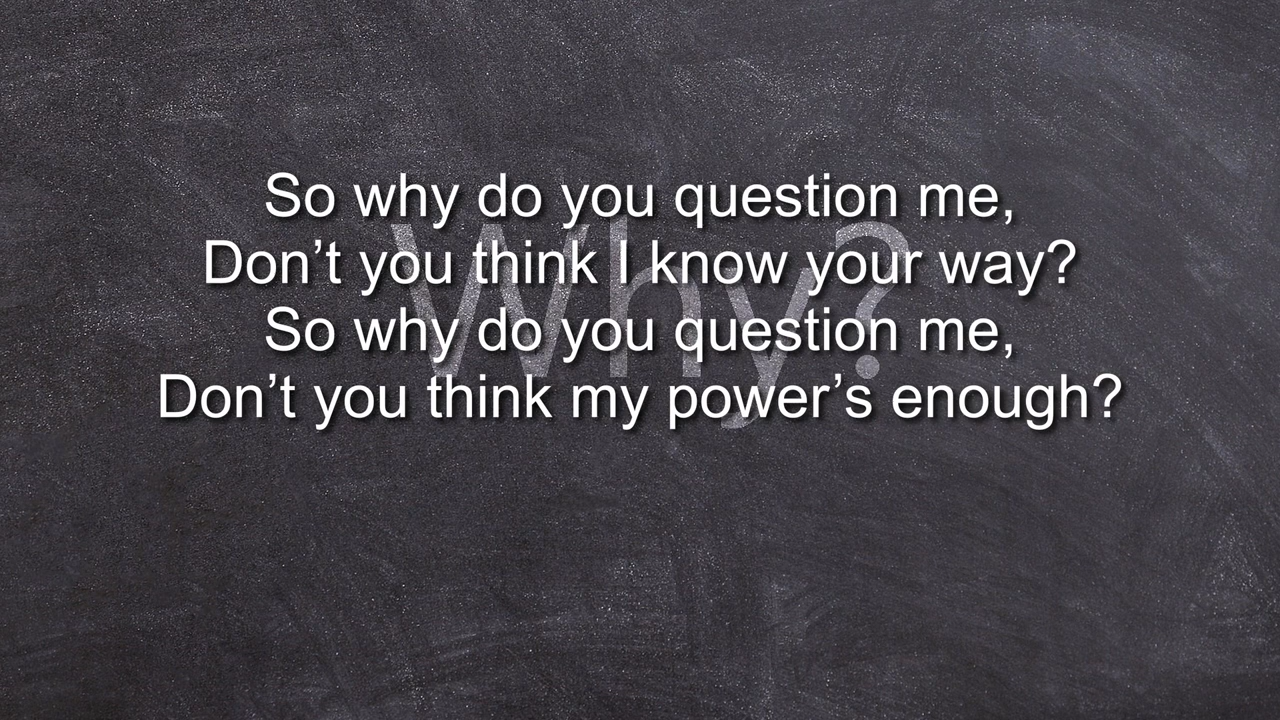 So why do you question me,
Don’t you think I know your way?
So why do you question me,
Don’t you think my power’s enough?
Why?